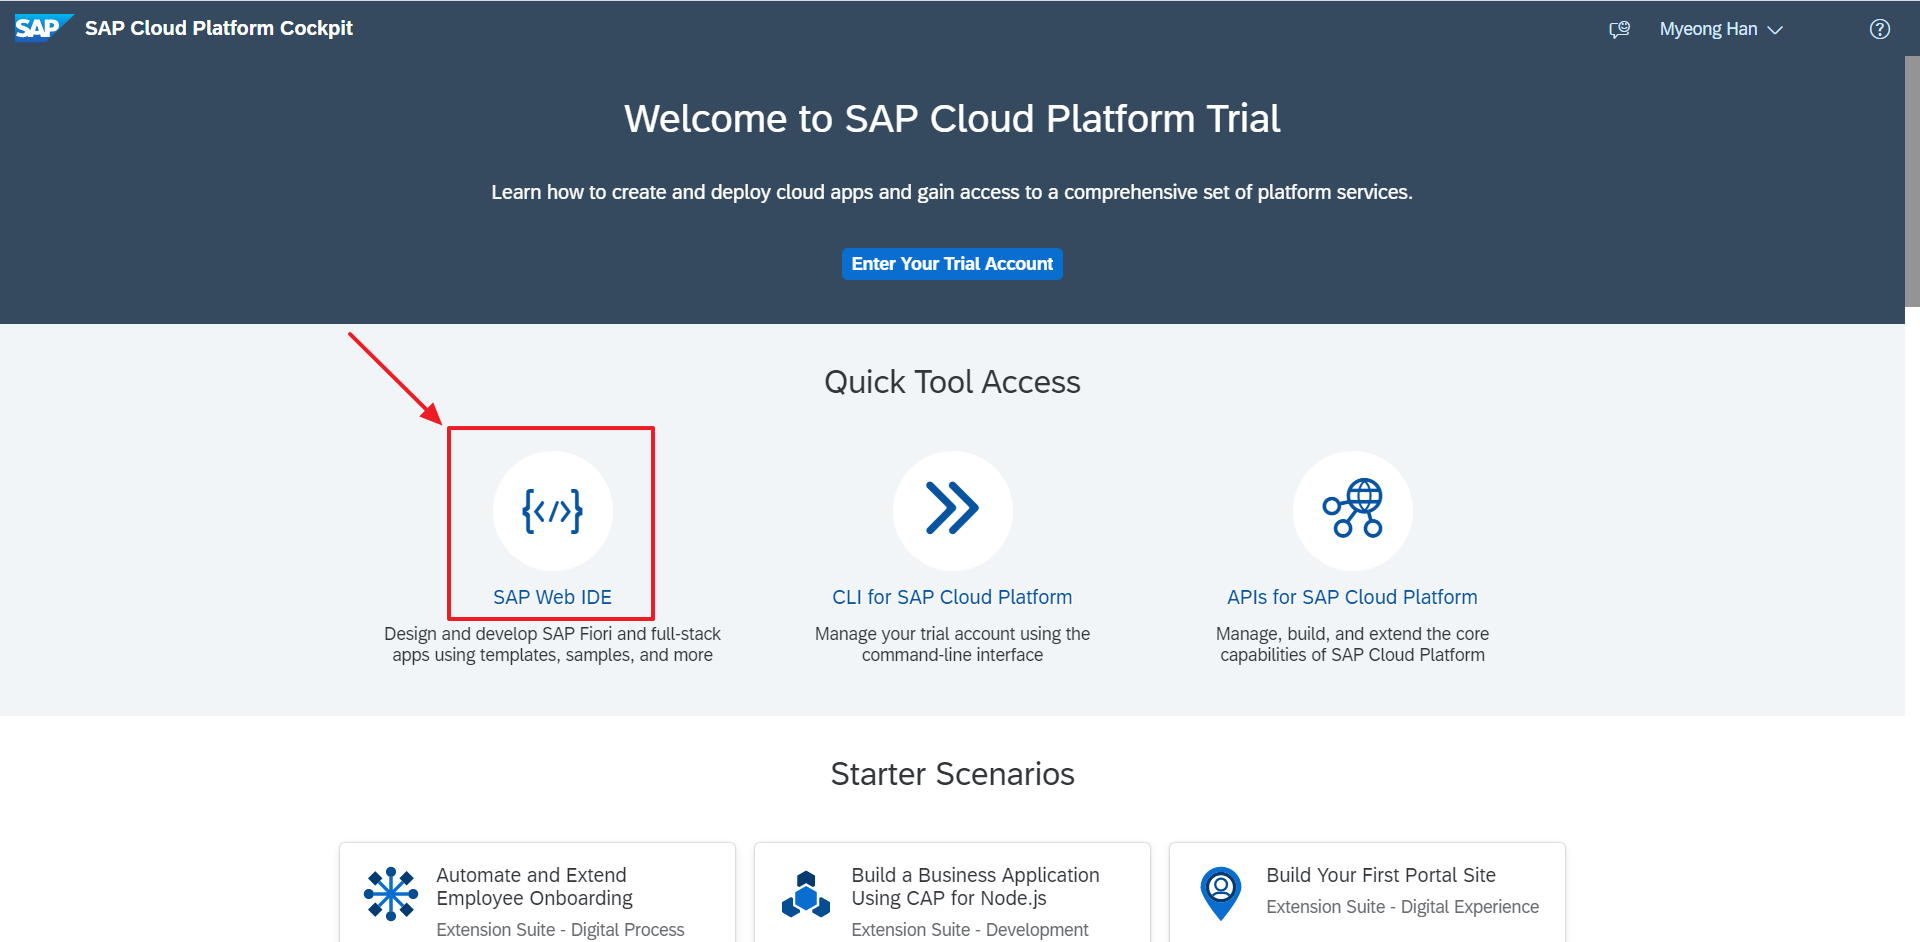 SAP SAP Cloud Platform Cockpit
Myeong Han
Welcome to SAP Cloud Platform Trial
Learn how to create and deploy cloud apps and gain access to a comprehensive set of platform services.
Enter Your Trial Account
Quick Tool Access
SAP Web IDE
Design and develop SAP Fiori and full-stack
apps using templates, samples, and more
CLI for SAP Cloud Platform
Manage your trial account using the
command-line interface
APIs for SAP Cloud Platform
Manage, build, and extend the core
capabilities of SAP Cloud Platform
Starter Scenarios
Automate and Extend
Employee Onboarding
Extension Suite - Digital Process
Build a Business Application
Using CAP for Node.js
Extension Suite - Development
Build Your First Portal Site
Extension Suite - Digital Experience